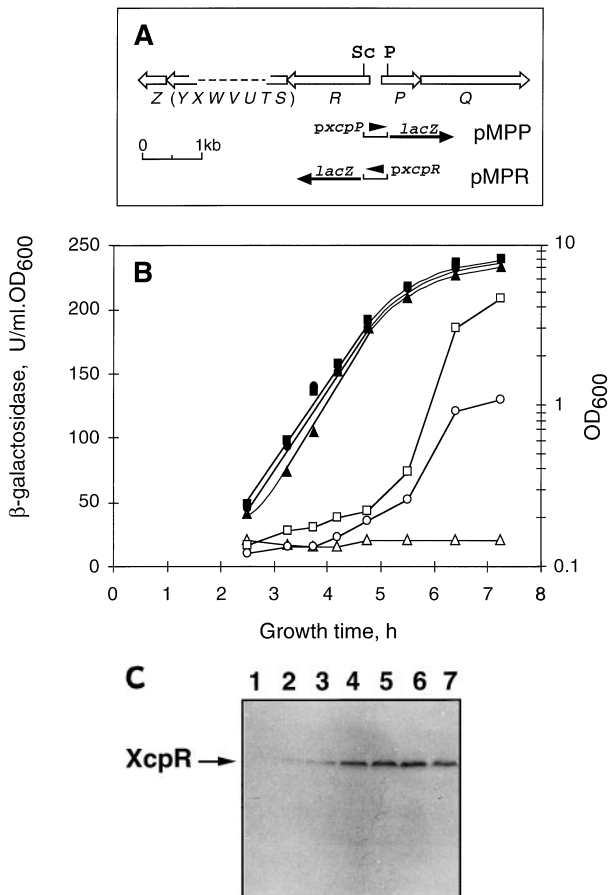 A
Sc P
Z (Y X W V U T S) R P Q
pxcpP lacZ pMPP
0 1kb
lacZ pxcpR pMPR
B
β-galactosidase, U/ml.OD600
250
200
150
100
50
0
OD600
10
1
0.1
0 1 2 3 4 5 6 7 8
Growth time, h
C
1 2 3 4 5 6 7
XcpR